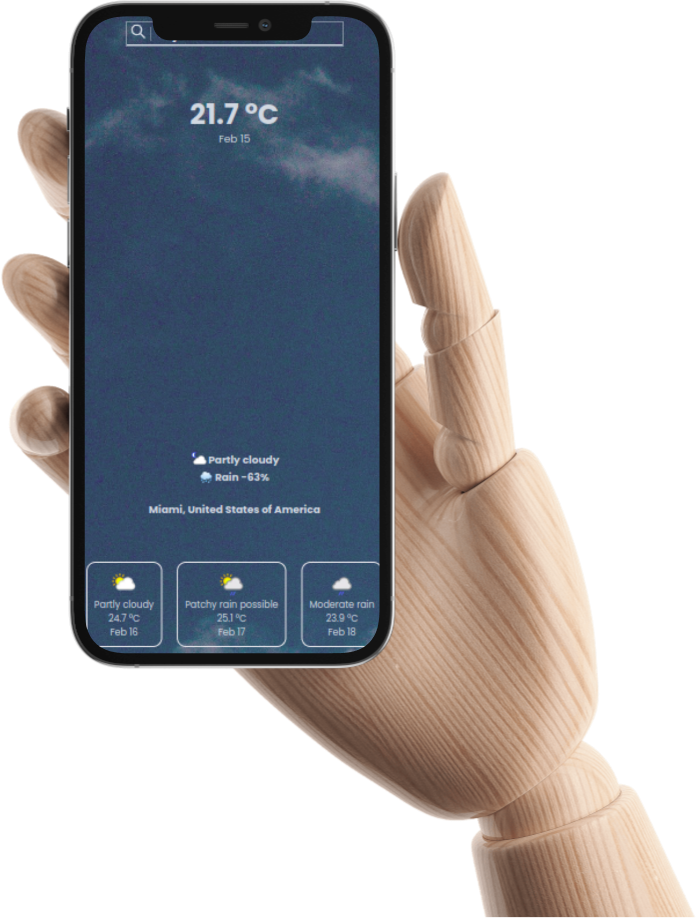 21.7 °C
Feb 15
Partly cloudy
Rain -63%
Miami, United States of America
Partly cloudy
24.7 °C
Feb 16
Patchy rain possible
25.1 °C
Feb 17
Moderate rain
23.9 °C
Feb 18